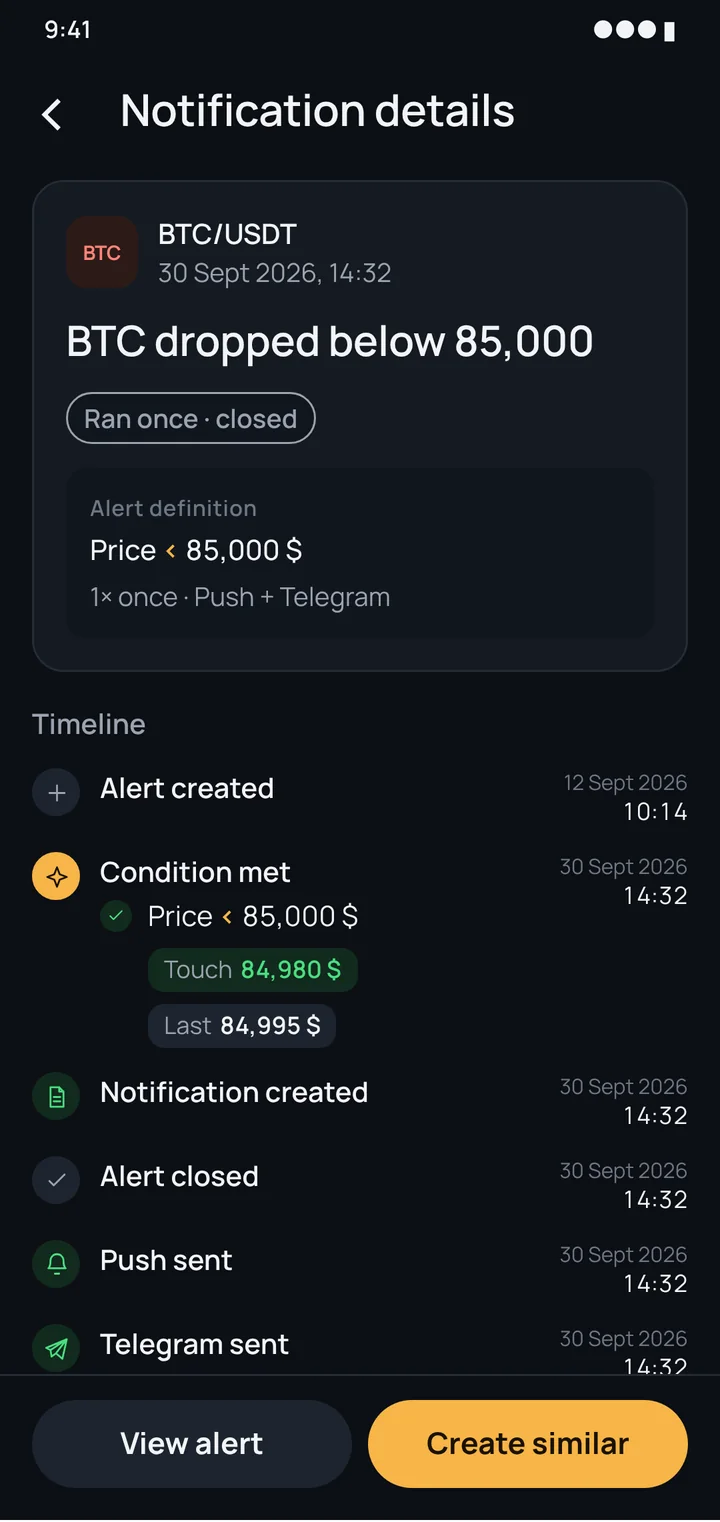 9:41
Notification details
BTC
BTC/USDT
30 Sept 2026, 14:32
BTC dropped below 85,000
Ran once · closed
Alert definition
Price < 85,000 $
1× once · Push + Telegram
Timeline
Alert created
12 Sept 2026
10:14
Condition met
30 Sept 2026
14:32
Price < 85,000 $
Touch 84,980 $
Last 84,995 $
Notification created
30 Sept 2026
14:32
Alert closed
30 Sept 2026
14:32
Push sent
30 Sept 2026
14:32
Telegram sent
30 Sept 2026
14:32
View alert
Create similar